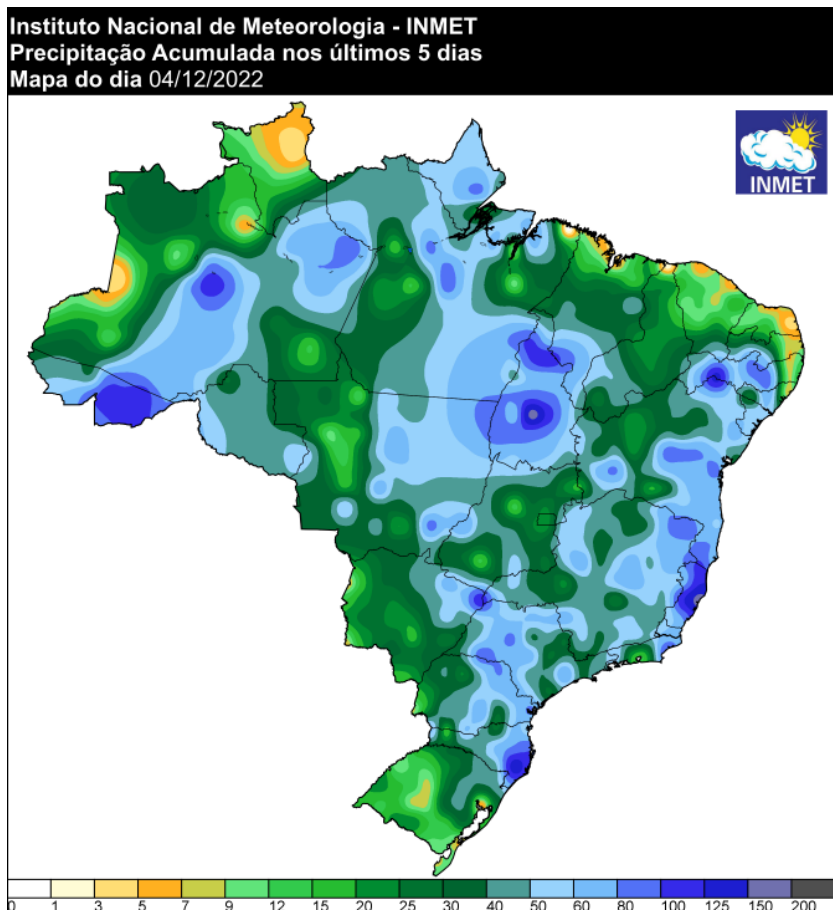 Instituto Nacional de Meteorologia - INMET
Precipitação Acumulada nos últimos 5 dias
Mapa do dia 04/12/2022
INMET
0 1 3 5 7 9 12 15 20 25 30 40 50 60 80 100 125 150 200